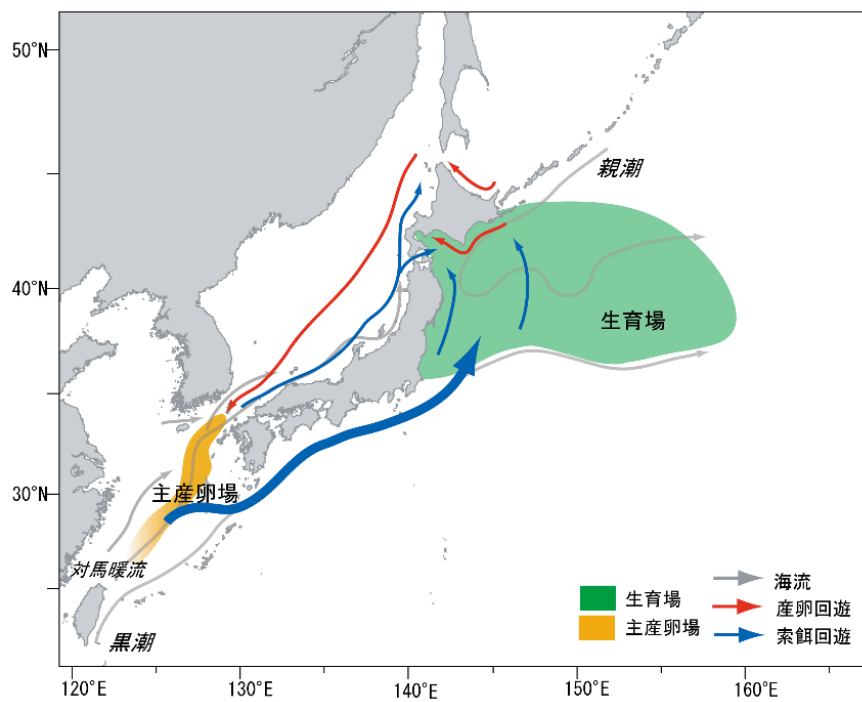 50°N
親潮
40°N
生育場
30°N
主産卵場
対馬暖流
黒潮
海流
生育場
産卵回遊
主産卵場
索餌回遊
120°E
130°E
140°E
150°E
160°E